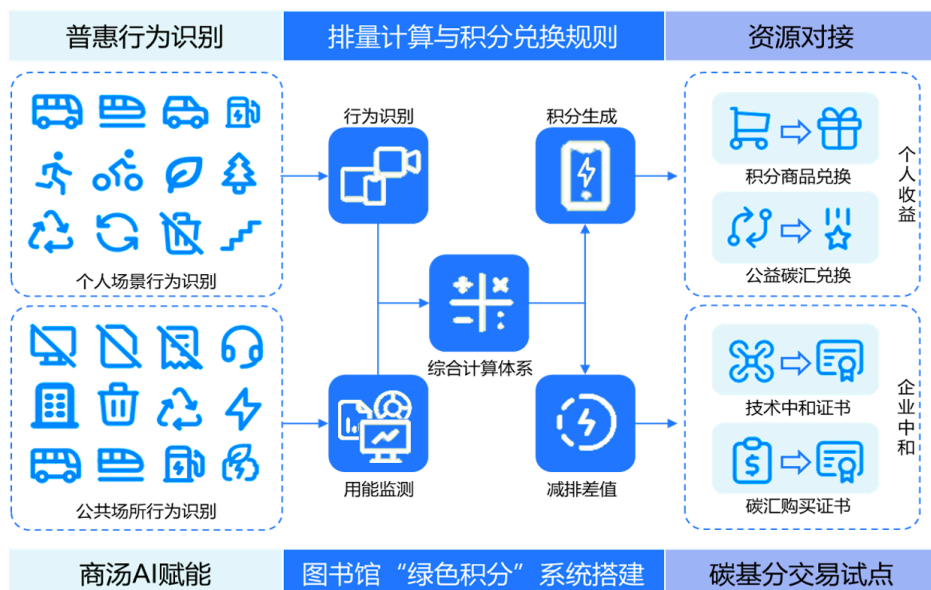 普惠行为识别
排量计算与积分兑换规则
资源对接
个人场景行为识别
公共场所行为识别
行为识别
用能监测
综合计算体系
积分生成
减排差值
积分商品兑换
公益碳汇兑换
个人收益
技术中和证书
碳汇购买证书
企业中和
商汤AI赋能
图书馆“绿色积分”系统搭建
碳基分交易试点